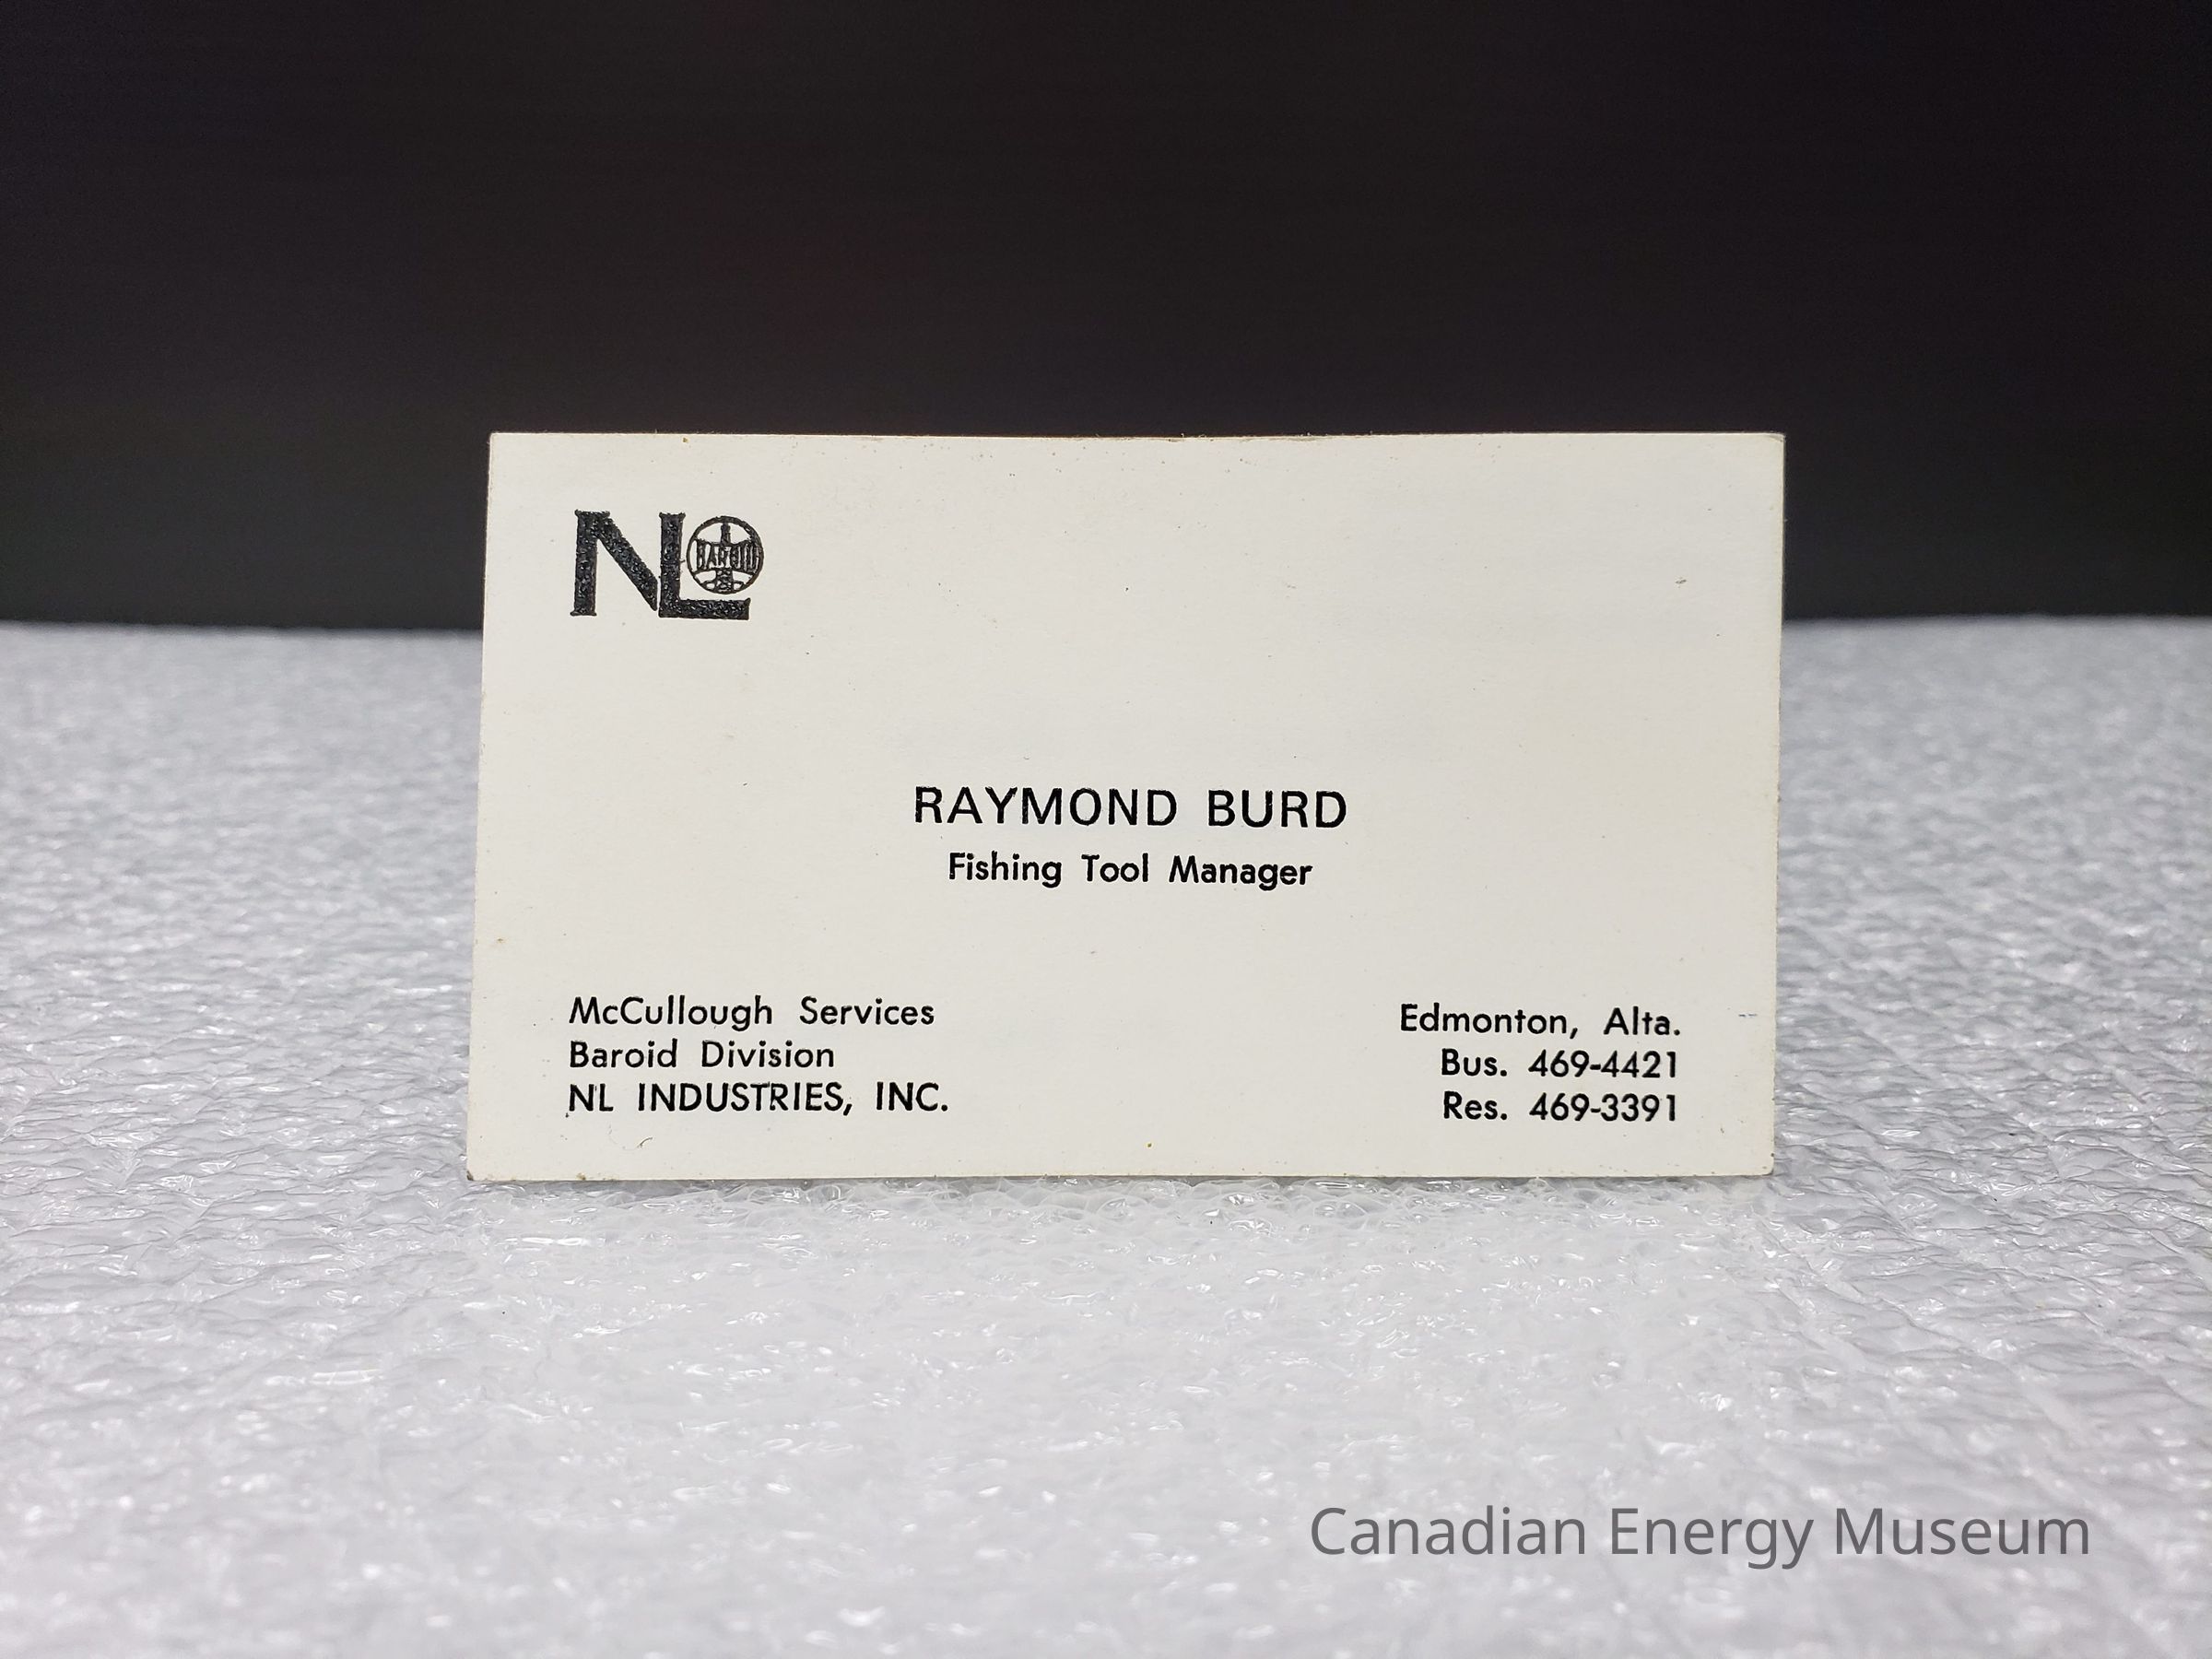 NL
BAROID
RAYMOND BURD
Fishing Tool Manager
McCullough Services
Baroid Division
NL INDUSTRIES, INC.
Edmonton, Alta.
Bus. 469-4421
Res. 469-3391
Canadian Energy Museum